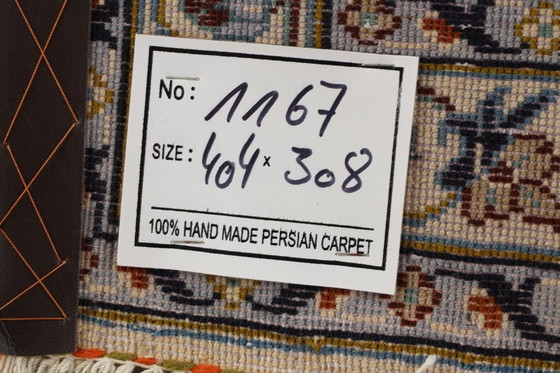 No: 1167
SIZE: 404 x 308
100% HAND MADE PERSIAN CARPET